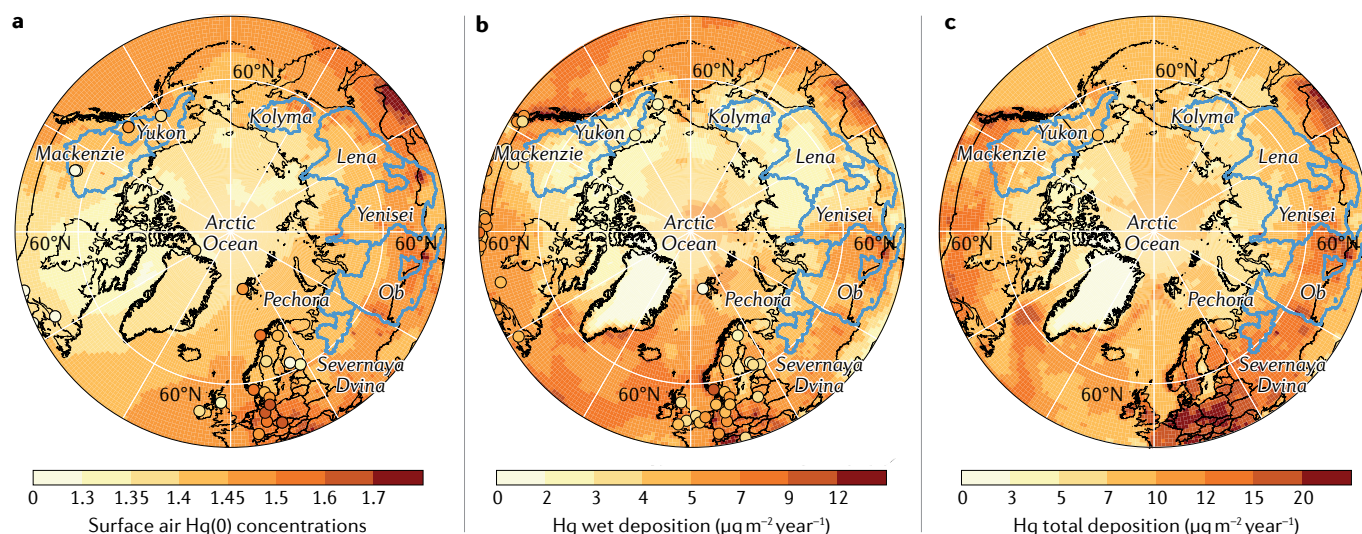 a
60°N
Kolyma
Yukon
Mackenzie
Lena
Yenisei
Arctic
Ocean
60°N
60°N
Ob
Pechora
Severnaya
Dvina
60°N
0 1.3 1.35 1.4 1.45 1.5 1.6 1.7
Surface air Hg(0) concentrations
b
60°N
Kolyma
Yukon
Mackenzie
Lena
Yenisei
Arctic
Ocean
60°N
60°N
Ob
Pechora
Severnaya
Dvina
60°N
0 2 3 4 5 7 9 12
Hg wet deposition (µg m⁻² year⁻¹)
c
60°N
Kolyma
Yukon
Mackenzie
Lena
Yenisei
Arctic
Ocean
60°N
60°N
Ob
Pechora
Severnaya
Dvina
60°N
0 3 5 7 10 12 15 20
Hg total deposition (µg m⁻² year⁻¹)